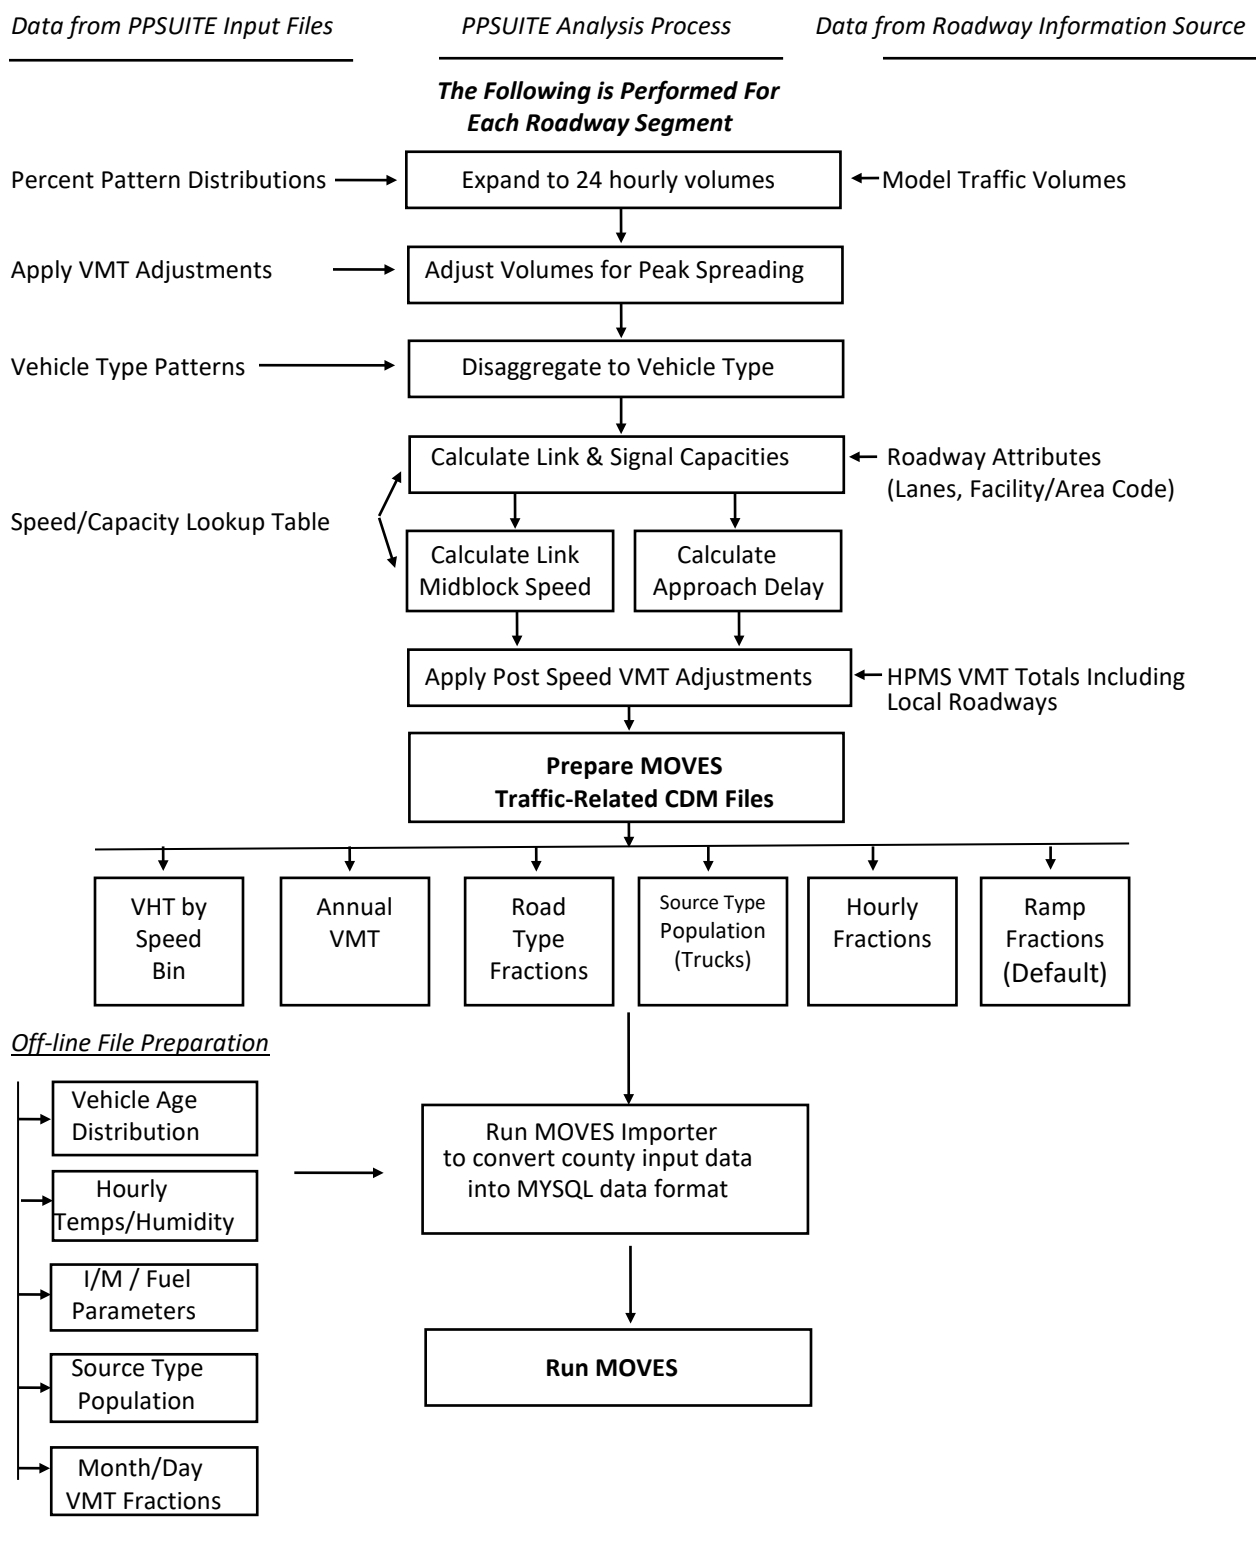 Data from PPSUITE Input Files
PPSUITE Analysis Process
Data from Roadway Information Source
The Following is Performed For
Each Roadway Segment
Percent Pattern Distributions
Expand to 24 hourly volumes
Model Traffic Volumes
Apply VMT Adjustments
Adjust Volumes for Peak Spreading
Vehicle Type Patterns
Disaggregate to Vehicle Type
Calculate Link & Signal Capacities
Roadway Attributes
(Lanes, Facility/Area Code)
Speed/Capacity Lookup Table
Calculate Link
Midblock Speed
Calculate
Approach Delay
Apply Post Speed VMT Adjustments
HPMS VMT Totals Including
Local Roadways
Prepare MOVES
Traffic-Related CDM Files
VHT by
Speed
Bin
Annual
VMT
Road
Type
Fractions
Source Type
Population
(Trucks)
Hourly
Fractions
Ramp
Fractions
(Default)
Off-line File Preparation
Vehicle Age
Distribution
Hourly
Temps/Humidity
I/M / Fuel
Parameters
Source Type
Population
Month/Day
VMT Fractions
Run MOVES Importer
to convert county input data
into MYSQL data format
Run MOVES